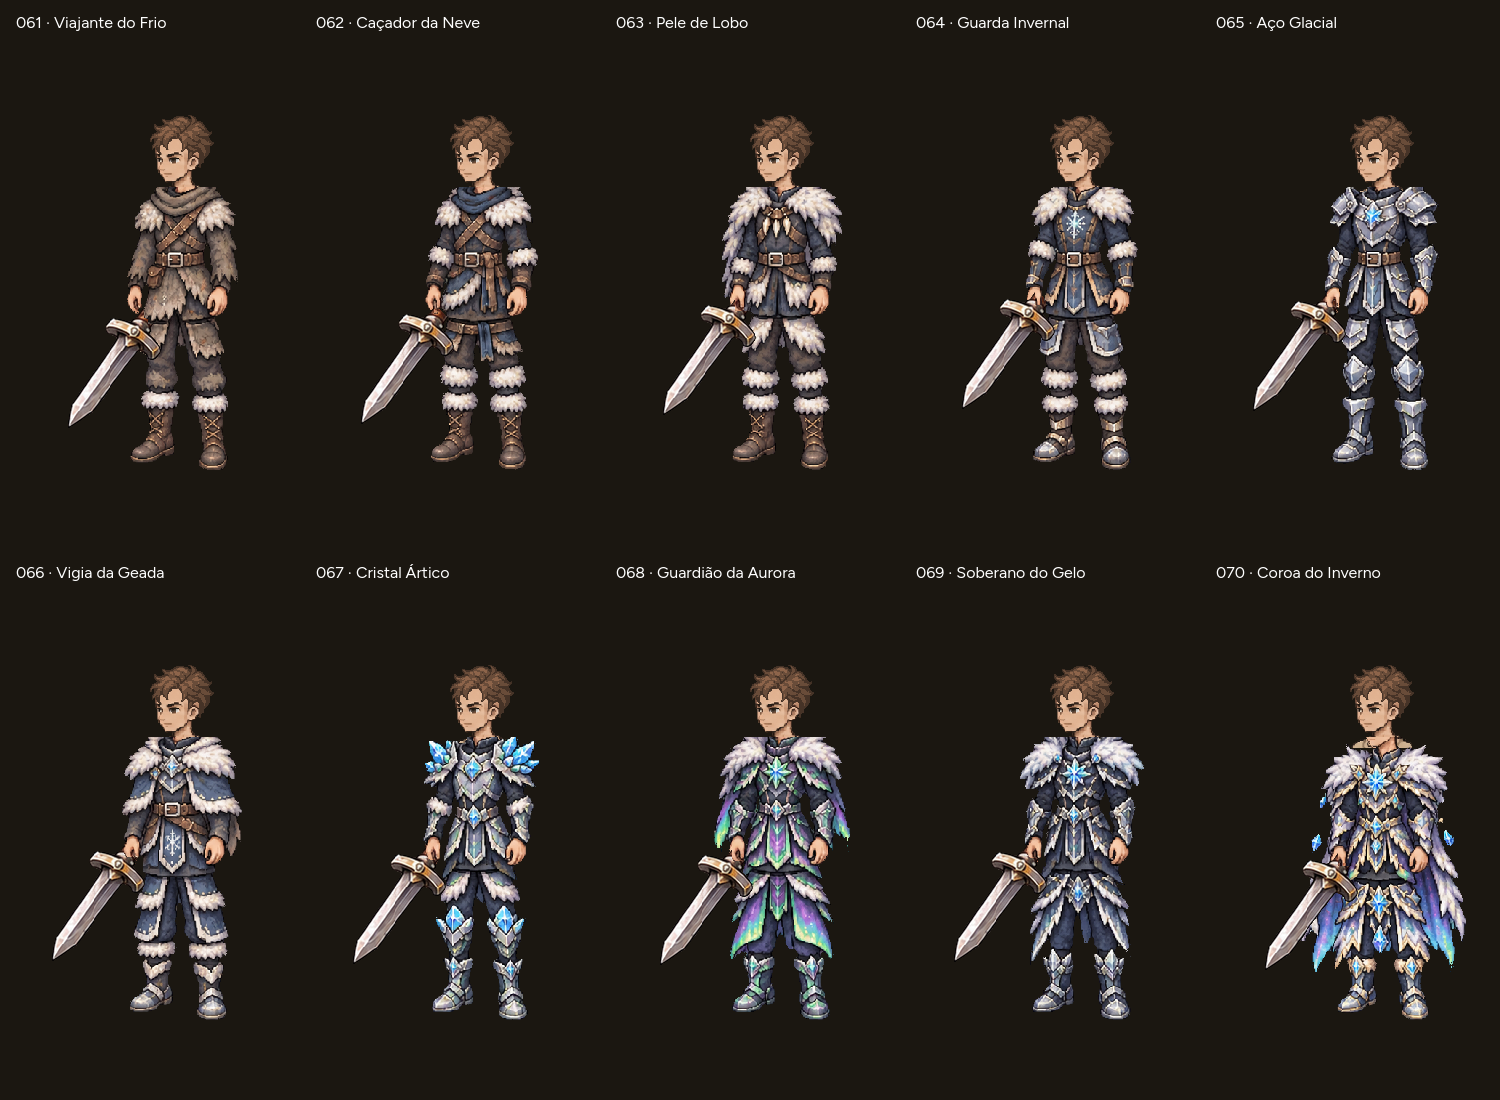 061 · Viajante do Frio
062 · Caçador da Neve
063 · Pele de Lobo
064 · Guarda Invernal
065 · Aço Glacial
066 · Vigia da Geada
067 · Cristal Ártico
068 · Guardião da Aurora
069 · Soberano do Gelo
070 · Coroa do Inverno